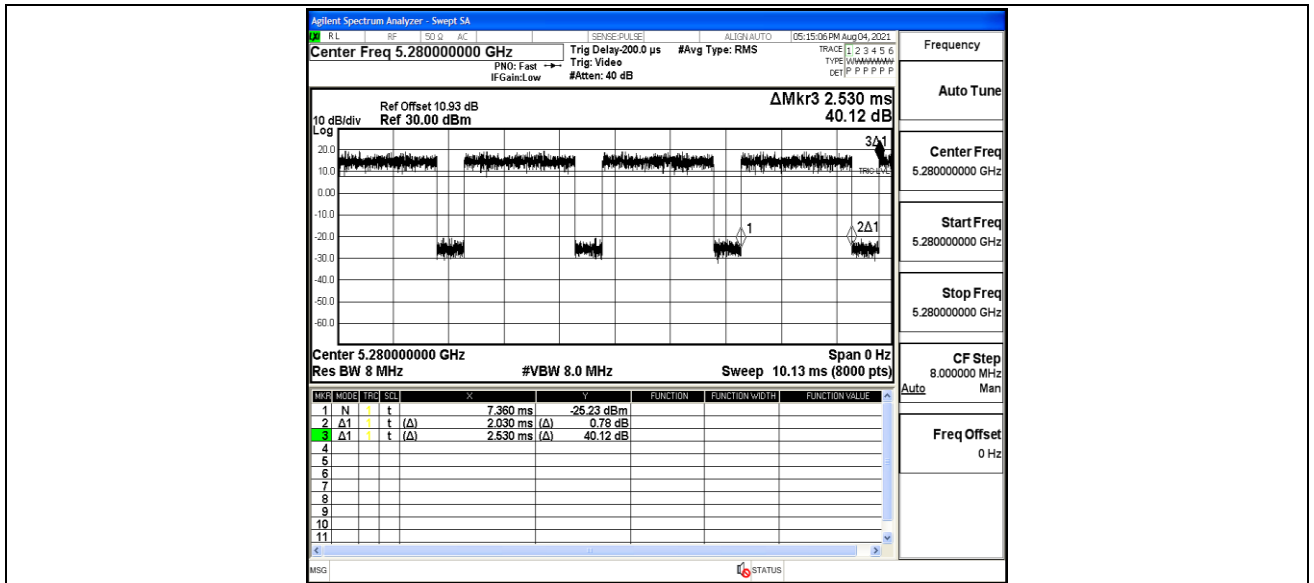 Agilent Spectrum Analyzer - Swept SA
RL RF 50 Ω AC SENSE:PULSE ALIGN AUTO 05:15:06 PM Aug 04, 2021
Center Freq 5.280000000 GHz
PNO: Fast
IFGain:Low
Trig Delay-200.0 µs
Trig: Video
#Atten: 40 dB
#Avg Type: RMS
TRACE 1 2 3 4 5 6
TYPE
DET P P P P P P
Ref Offset 10.93 dB
10 dB/div Ref 30.00 dBm
ΔMkr3 2.530 ms
40.12 dB
Log
20.0
10.0
0.00
-10.0
-20.0
-30.0
-40.0
-50.0
-60.0
3Δ1
TRIG LVL
1
2Δ1
Center 5.280000000 GHz Span 0 Hz
Res BW 8 MHz #VBW 8.0 MHz Sweep 10.13 ms (8000 pts)
MKR MODE TRC SCL X Y FUNCTION FUNCTION WIDTH FUNCTION VALUE
1 N 1 t 7.360 ms -25.23 dBm
2 Δ1 1 t (Δ) 2.030 ms (Δ) 0.78 dB
3 Δ1 1 t (Δ) 2.530 ms (Δ) 40.12 dB
4
5
6
7
8
9
10
11
MSG STATUS
Frequency
Auto Tune
Center Freq
5.280000000 GHz
Start Freq
5.280000000 GHz
Stop Freq
5.280000000 GHz
CF Step
8.000000 MHz
Auto Man
Freq Offset
0 Hz